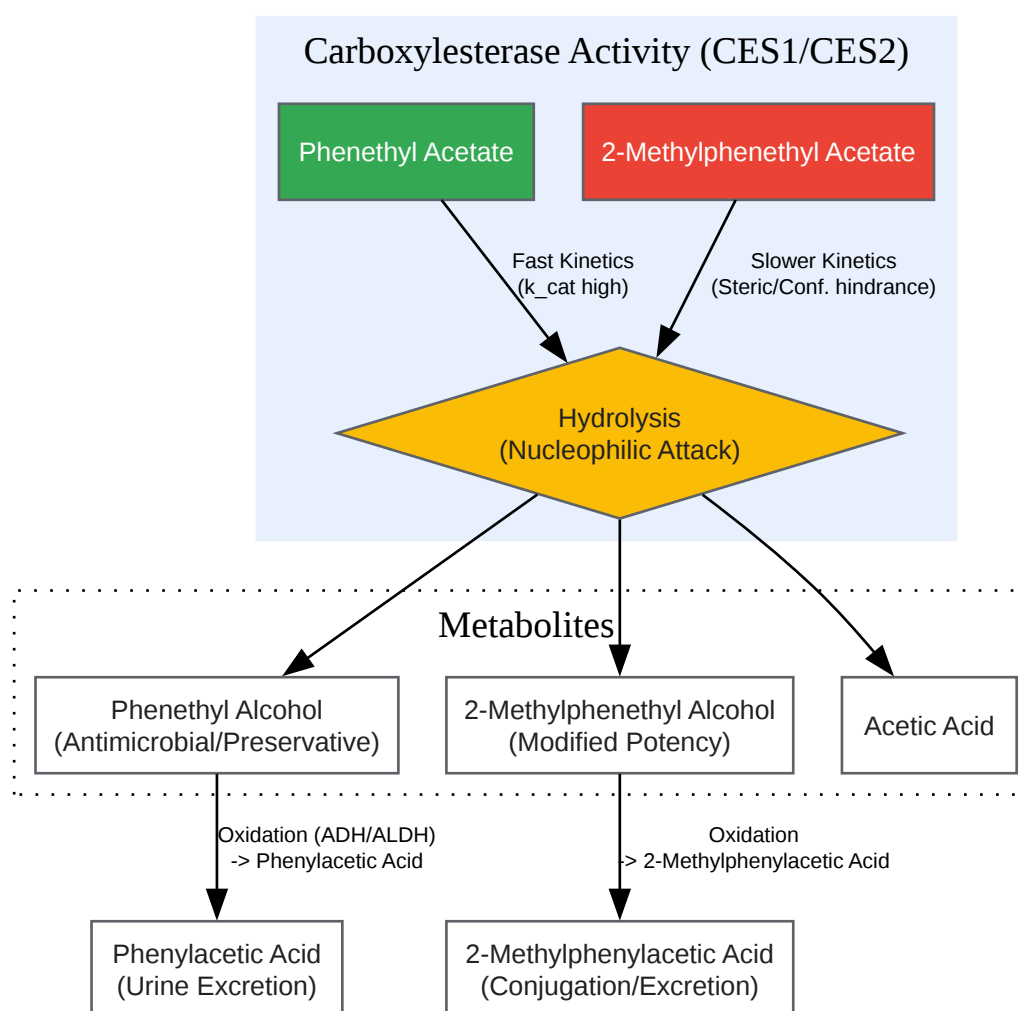 Carboxylesterase Activity (CES1/CES2)
Phenethyl Acetate
2-Methylphenethyl Acetate
Fast Kinetics
(k_cat high)
Slower Kinetics
(Steric/Conf. hindrance)
Hydrolysis
(Nucleophilic Attack)
Metabolites
Phenethyl Alcohol
(Antimicrobial/Preservative)
2-Methylphenethyl Alcohol
(Modified Potency)
Acetic Acid
Oxidation (ADH/ALDH)
-> Phenylacetic Acid
Oxidation
-> 2-Methylphenylacetic Acid
Phenylacetic Acid
(Urine Excretion)
2-Methylphenylacetic Acid
(Conjugation/Excretion)